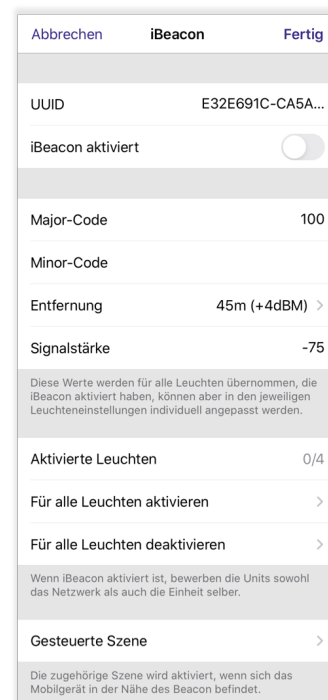 Abbrechen iBeacon Fertig
UUID E32E691C-CA5A...
iBeacon aktiviert
Major-Code 100
Minor-Code
Entfernung 45m (+4dBM) >
Signalstärke -75
Diese Werte werden für alle Leuchten übernommen, die
iBeacon aktiviert haben, können aber in den jeweiligen
Leuchteneinstellungen individuell angepasst werden.
Aktivierte Leuchten 0/4
Für alle Leuchten aktivieren >
Für alle Leuchten deaktivieren >
Wenn iBeacon aktiviert ist, bewerben die Units sowohl
das Netzwerk als auch die Einheit selber.
Gesteuerte Szene >
Die zugehörige Szene wird aktiviert, wenn sich das
Mobilgerät in der Nähe des Beacon befindet.